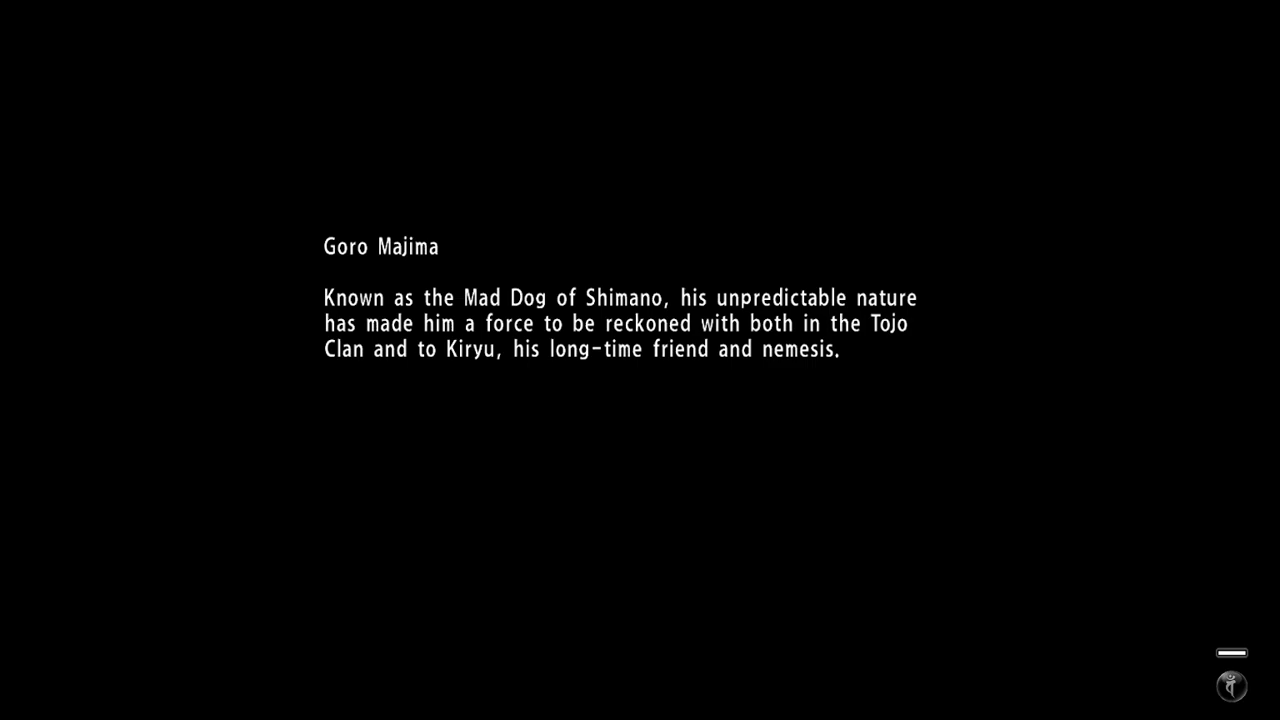 Goro Majima
Known as the Mad Dog of Shimano, his unpredictable nature
has made him a force to be reckoned with both in the Tojo
Clan and to Kiryu, his long-time friend and nemesis.